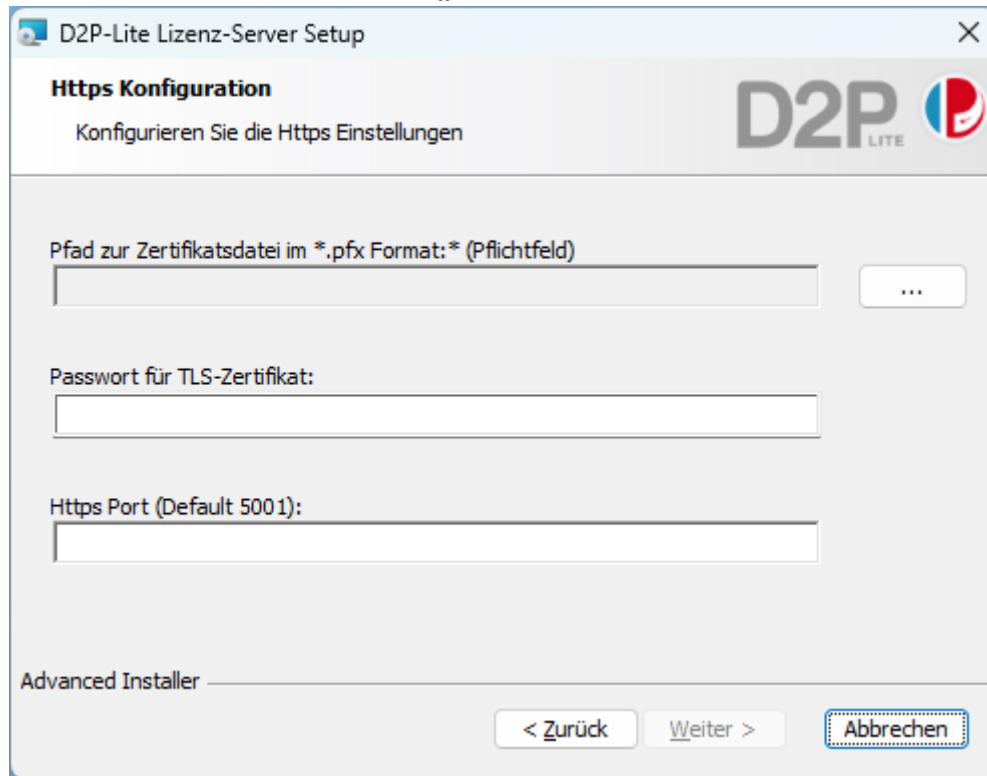 D2P-Lite Lizenz-Server Setup
Https Konfiguration
Konfigurieren Sie die Https Einstellungen
D2P
LITE
Pfad zur Zertifikatsdatei im *.pfx Format:* (Pflichtfeld)
...
Passwort für TLS-Zertifikat:
Https Port (Default 5001):
Advanced Installer
< Zurück Weiter > Abbrechen